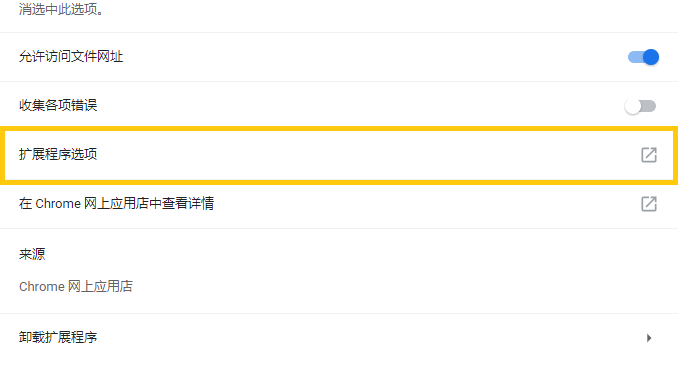 消选中此选项。
允许访问文件网址
收集各项错误
扩展程序选项
在 Chrome 网上应用店中查看详情
来源
Chrome 网上应用店
卸载扩展程序